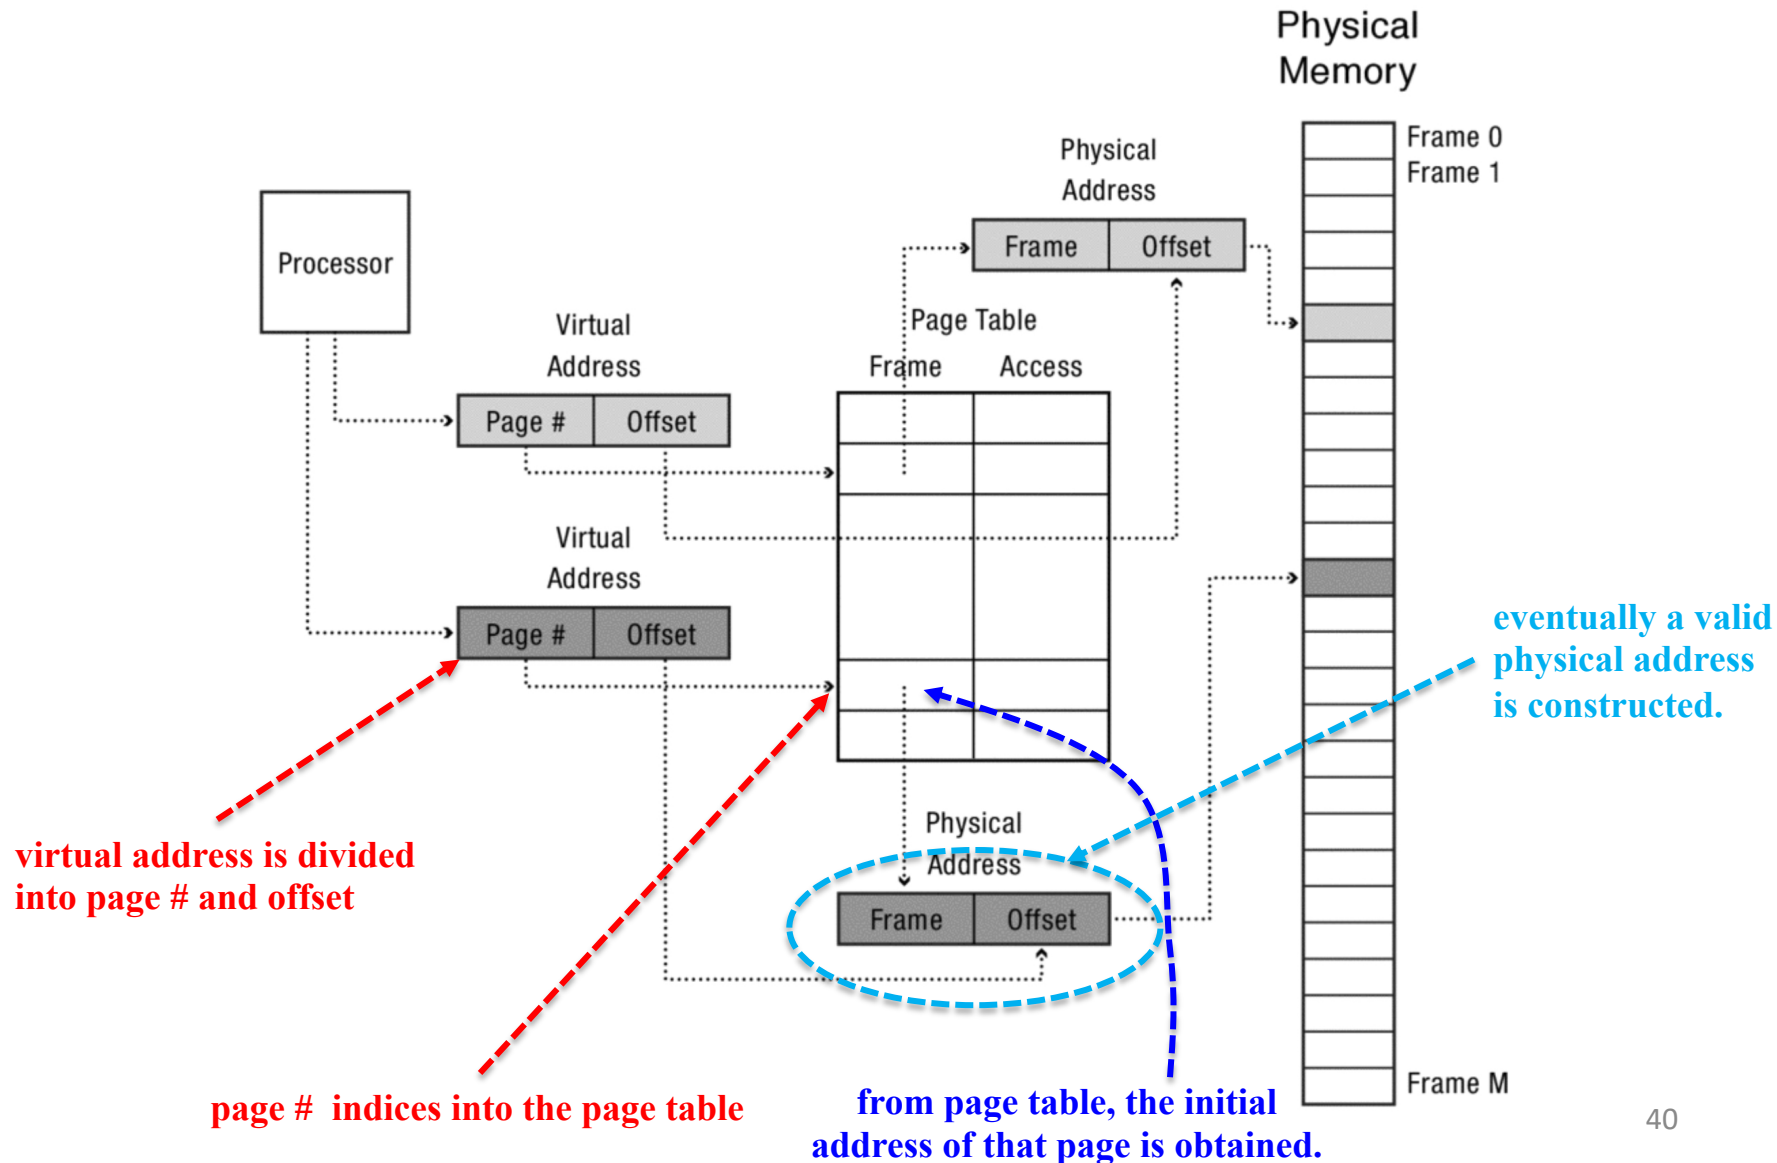 Physical
Memory
Frame 0
Frame 1
Physical
Address
Frame Offset
Processor
Virtual
Address
Page Table
Frame Access
Page # Offset
Virtual
Address
Page # Offset
eventually a valid
physical address
is constructed.
virtual address is divided
into page # and offset
Physical
Address
Frame Offset
Frame M
page # indices into the page table
from page table, the initial
address of that page is obtained.
40